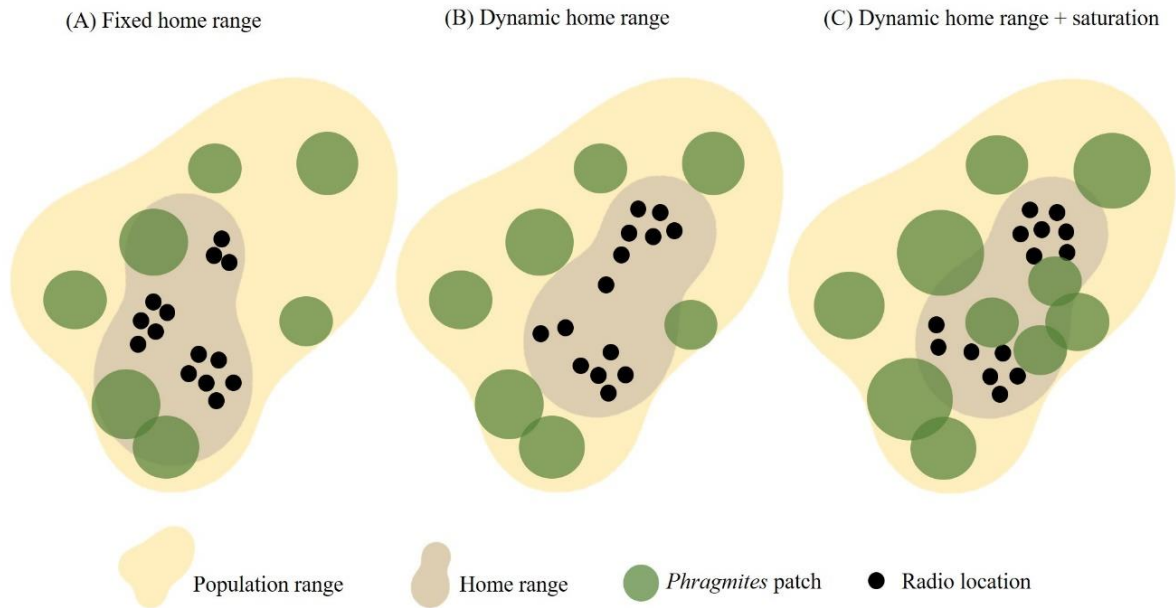 (A) Fixed home range
(B) Dynamic home range
(C) Dynamic home range + saturation
Population range
Home range
Phragmites patch
Radio location